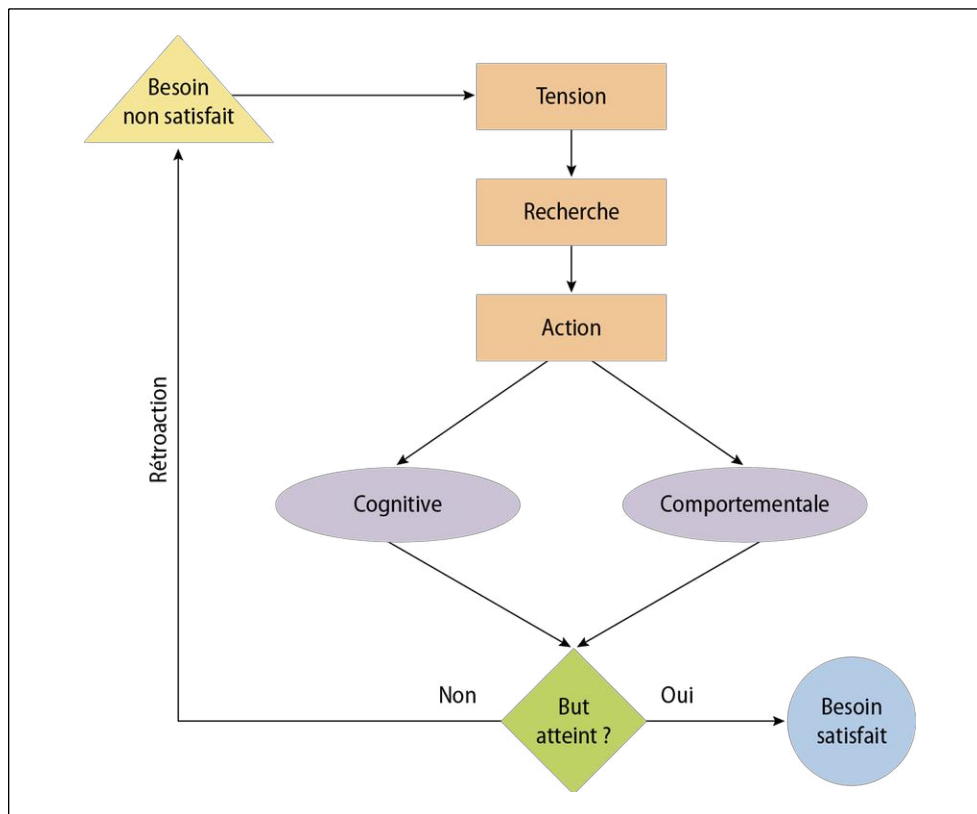 Besoin
non satisfait
Tension
Recherche
Action
Rétroaction
Cognitive
Comportementale
Non
But
atteint ?
Oui
Besoin
satisfait